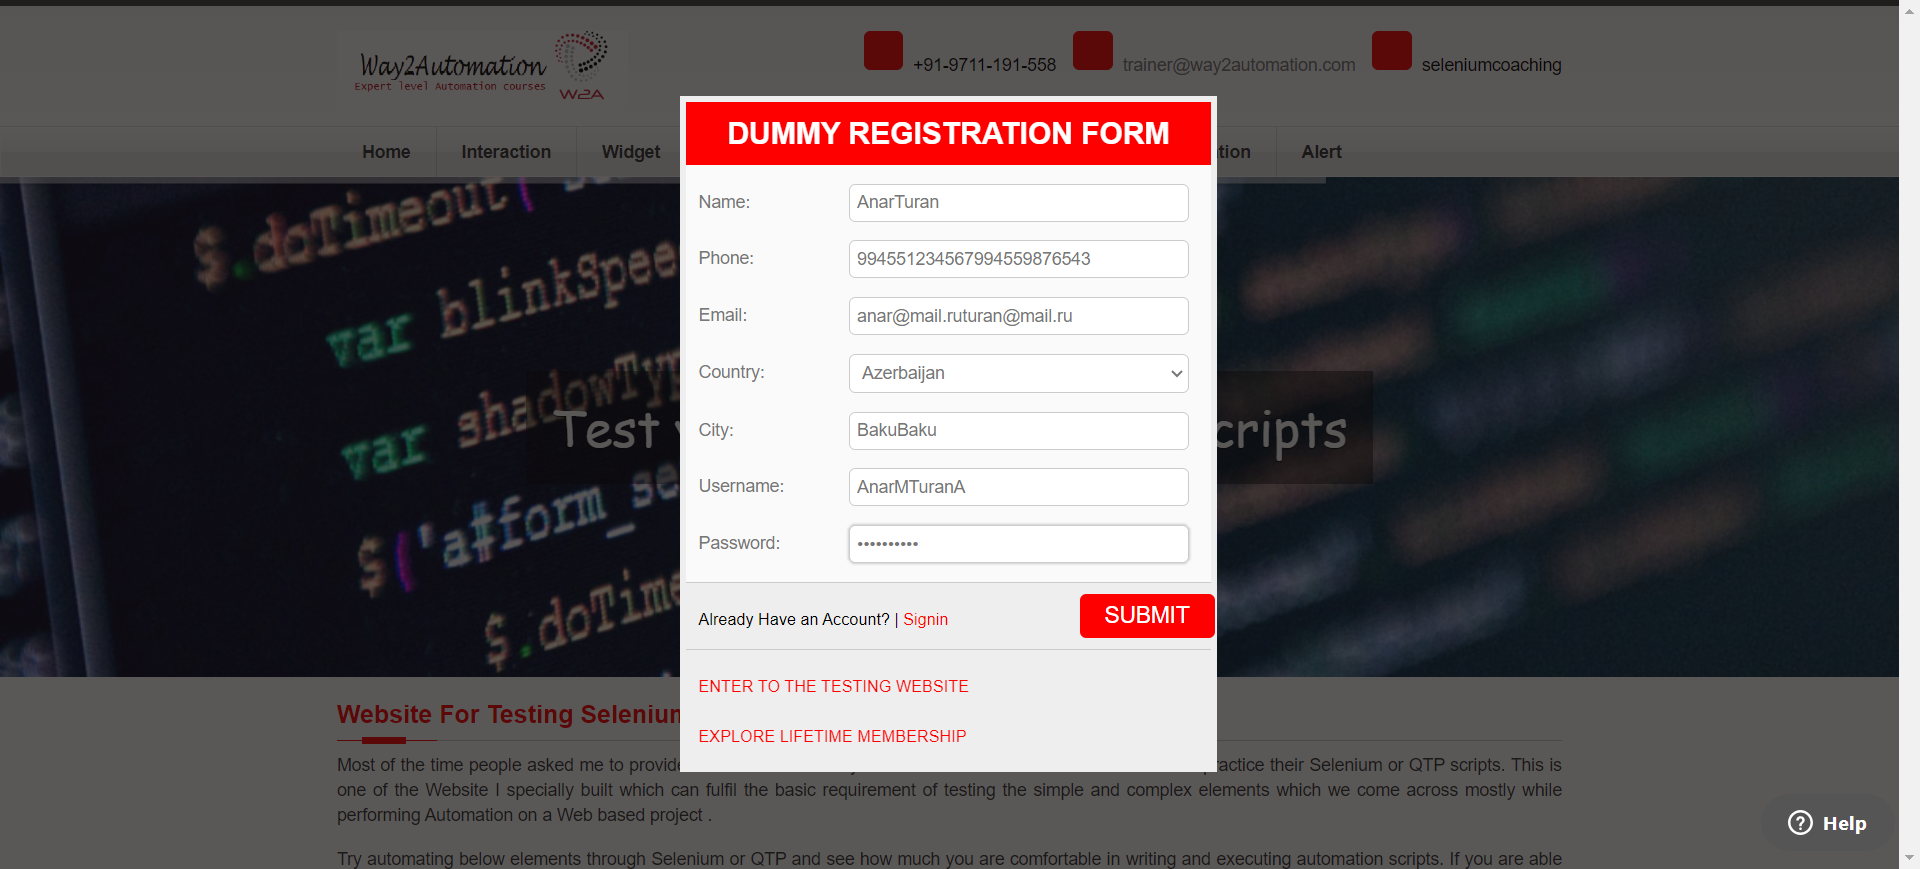 Way2Automation
Expert level Automation courses
W2A
+91-9711-191-558
trainer@way2automation.com
seleniumcoaching
Home
Interaction
Widget
tion
Alert
DUMMY REGISTRATION FORM
Name:
AnarTuran
Phone:
994551234567994559876543
Email:
anar@mail.ruturan@mail.ru
Country:
Azerbaijan
City:
BakuBaku
Username:
AnarMTuranA
Password:
••••••••••
Already Have an Account? | Signin
SUBMIT
ENTER TO THE TESTING WEBSITE
EXPLORE LIFETIME MEMBERSHIP
$.doTimeout(
var blinkSpee
var shadowTyp
var
$('a#form_se
$.doTime
Test
cripts
Website For Testing Selenium
Most of the time people asked me to provide practice their Selenium or QTP scripts. This is
one of the Website I specially built which can fulfil the basic requirement of testing the simple and complex elements which we come across mostly while
performing Automation on a Web based project .
Try automating below elements through Selenium or QTP and see how much you are comfortable in writing and executing automation scripts. If you are able
Help